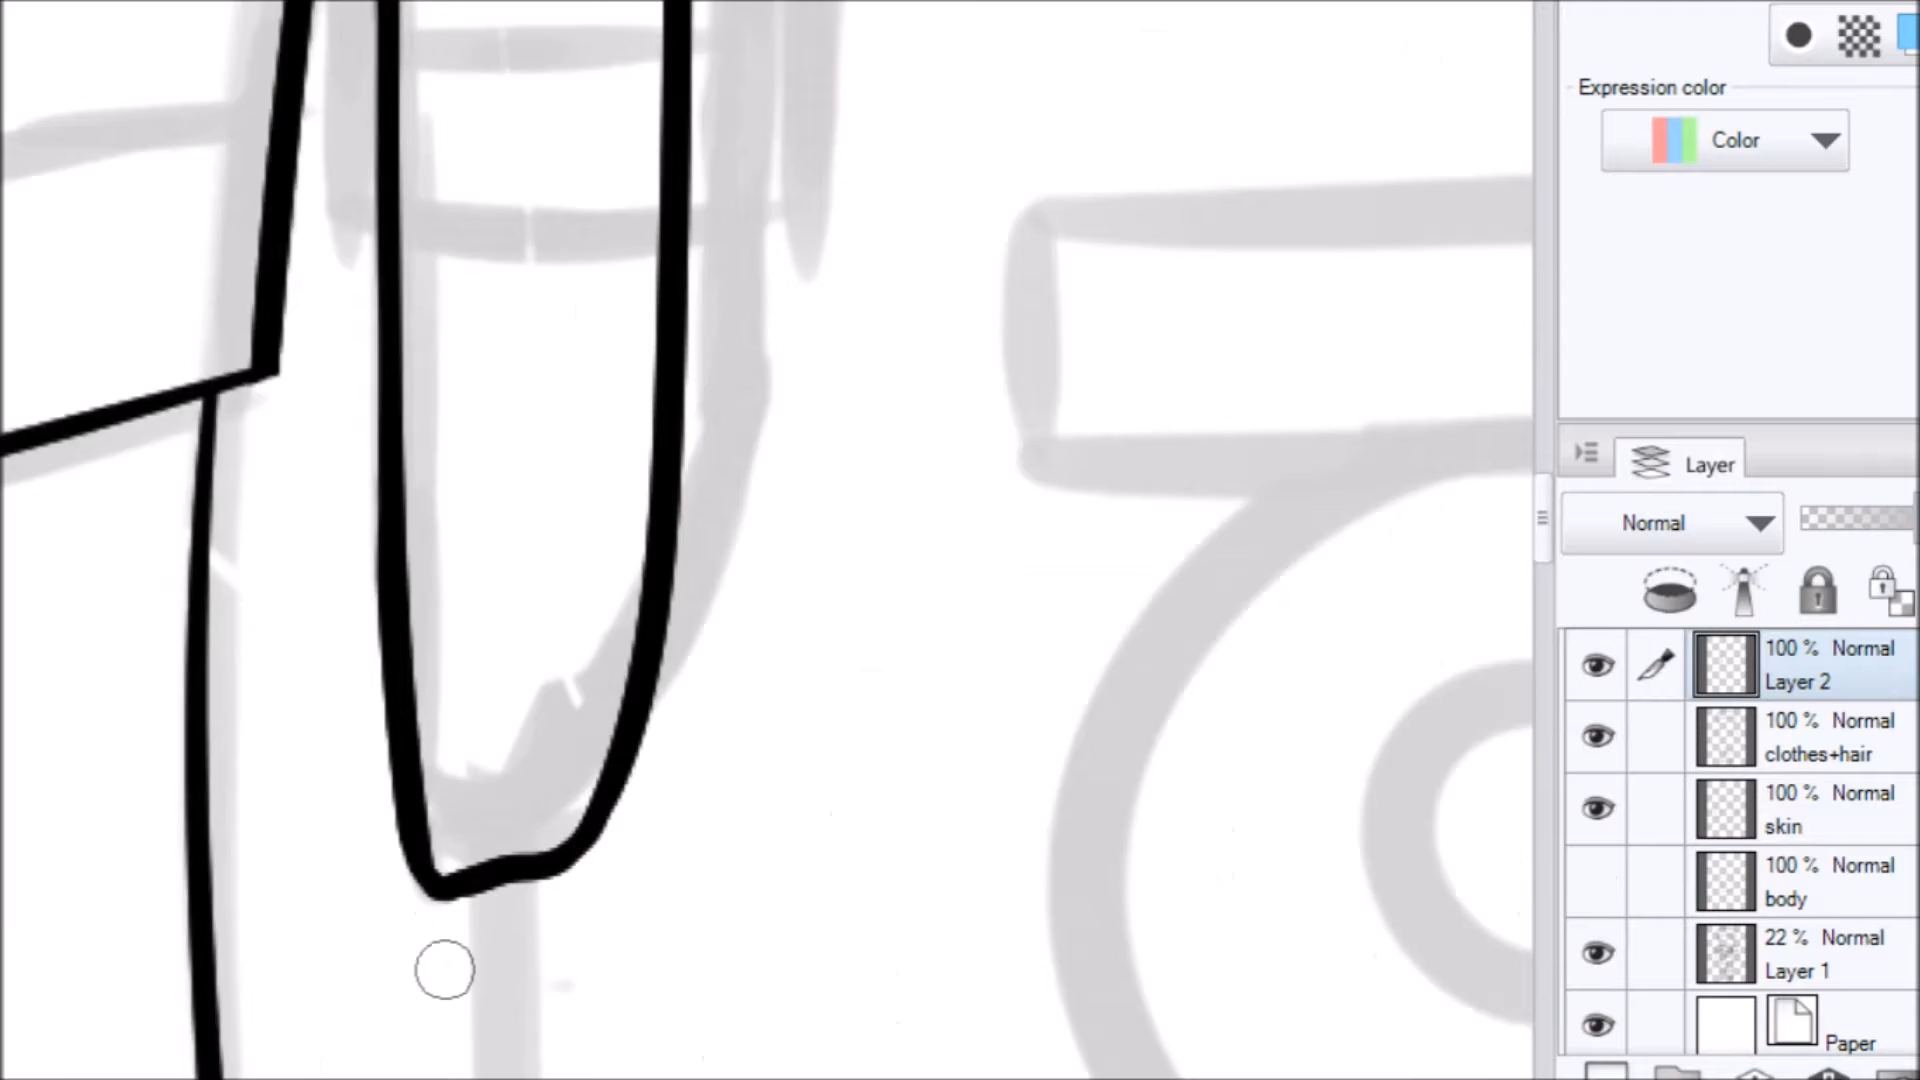 Expression color
Color
Layer
Normal
100 % Normal
Layer 2
100 % Normal
clothes+hair
100 % Normal
skin
100 % Normal
body
22 % Normal
Layer 1
Paper